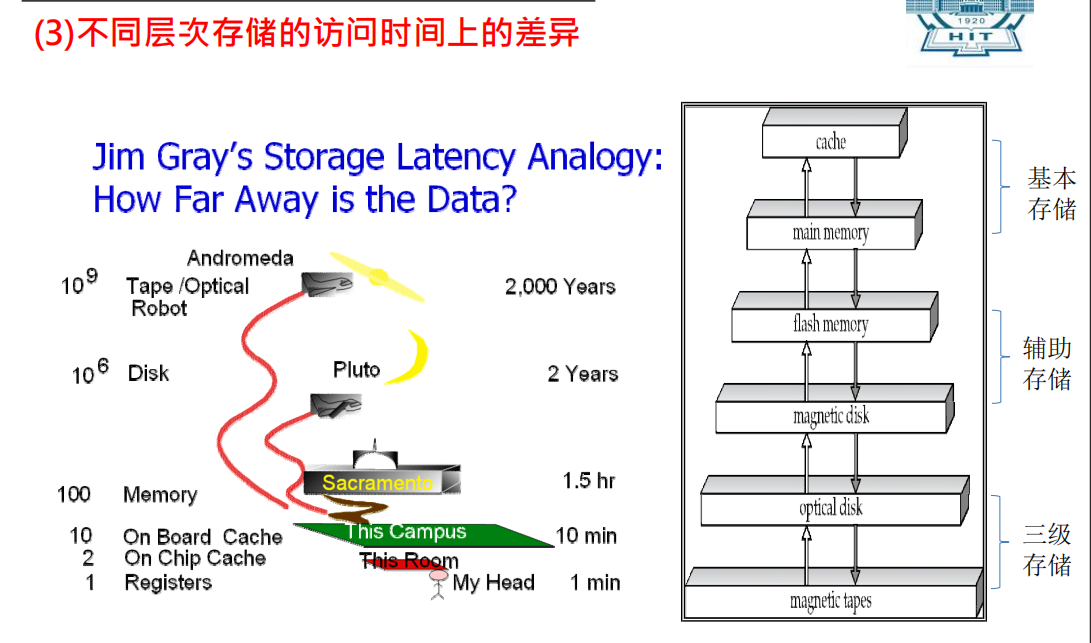 (3)不同层次存储的访问时间上的差异
1920
HIT
Jim Gray's Storage Latency Analogy:
How Far Away is the Data?
Andromeda
10^9 Tape /Optical Robot 2,000 Years
10^6 Disk Pluto 2 Years
Sacramento
100 Memory 1.5 hr
This Campus
10 On Board Cache 10 min
2 On Chip Cache This Room
1 Registers My Head 1 min
cache
main memory
flash memory
magnetic disk
optical disk
magnetic tapes
基本
存储
辅助
存储
三级
存储